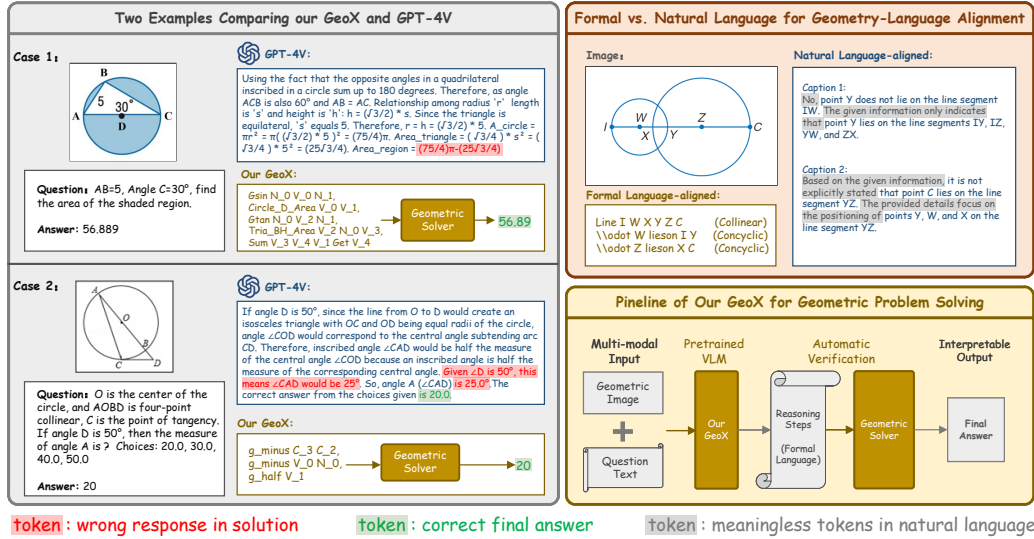 Two Examples Comparing our GeoX and GPT-4V
Case 1:
B
5
30°
A
D
C
Question: AB=5, Angle C=30°, find
the area of the shaded region.
Answer: 56.889
GPT-4V:
Using the fact that the opposite angles in a quadrilateral
inscribed in a circle sum up to 180 degrees. Therefore, as angle
ACB is also 60° and AB = AC. Relationship among radius 'r' length
is 's' and height is 'h': h = (√3/2) * s. Since the triangle is
equilateral, 's' equals 5. Therefore, r = h = (√3/2) * 5. A_circle =
πr² = π( (√3/2) * 5 )² = (75/4)π. Area_triangle = ( √3/4 ) * s² = (
√3/4 ) * 5² = (25√3/4). Area_region = (75/4)π-(25√3/4)
Our GeoX:
Gsin N_0 V_0 N_1,
Circle_D_Area V_0 V_1,
Gtan N_0 V_2 N_1,
Tria_BH_Area V_2 N_0 V_3,
Sum V_3 V_4 V_1 Get V_4
Geometric
Solver
56.89
Case 2:
A
O
B
C
D
Question: O is the center of the
circle, and AOBD is four-point
collinear, C is the point of tangency.
If angle D is 50°, then the measure
of angle A is ? Choices: 20.0, 30.0,
40.0, 50.0
Answer: 20
GPT-4V:
If angle D is 50°, since the line from O to D would create an
isosceles triangle with OC and OD being equal radii of the circle,
angle ∠COD would correspond to the central angle subtending arc
CD. Therefore, inscribed angle ∠CAD would be half the measure
of the central angle ∠COD because an inscribed angle is half the
measure of the corresponding central angle. Given ∠D is 50°, this
means ∠CAD would be 25°. So, angle A (∠CAD) is 25.0°.The
correct answer from the choices given is 20.0.
Our GeoX:
g_minus C_3 C_2,
g_minus V_0 N_0,
g_half V_1
Geometric
Solver
20
Formal vs. Natural Language for Geometry-Language Alignment
Image:
I
W
X
Y
Z
C
Formal Language-aligned:
Line I W X Y Z C (Collinear)
\\odot W lieson I Y (Concyclic)
\\odot Z lieson X C (Concyclic)
Natural Language-aligned:
Caption 1:
No, point Y does not lie on the line segment
IW. The given information only indicates
that point Y lies on the line segments IY, IZ,
YW, and ZX.
Caption 2:
Based on the given information, it is not
explicitly stated that point C lies on the line
segment YZ. The provided details focus on
the positioning of points Y, W, and X on the
line segment YZ.
Pineline of Our GeoX for Geometric Problem Solving
Multi-modal
Input
Pretrained
VLM
Automatic
Verification
Interpretable
Output
Geometric
Image
Question
Text
Our
GeoX
Reasoning
Steps
(Formal
Language)
Geometric
Solver
Final
Answer
token : wrong response in solution
token : correct final answer
token : meaningless tokens in natural language